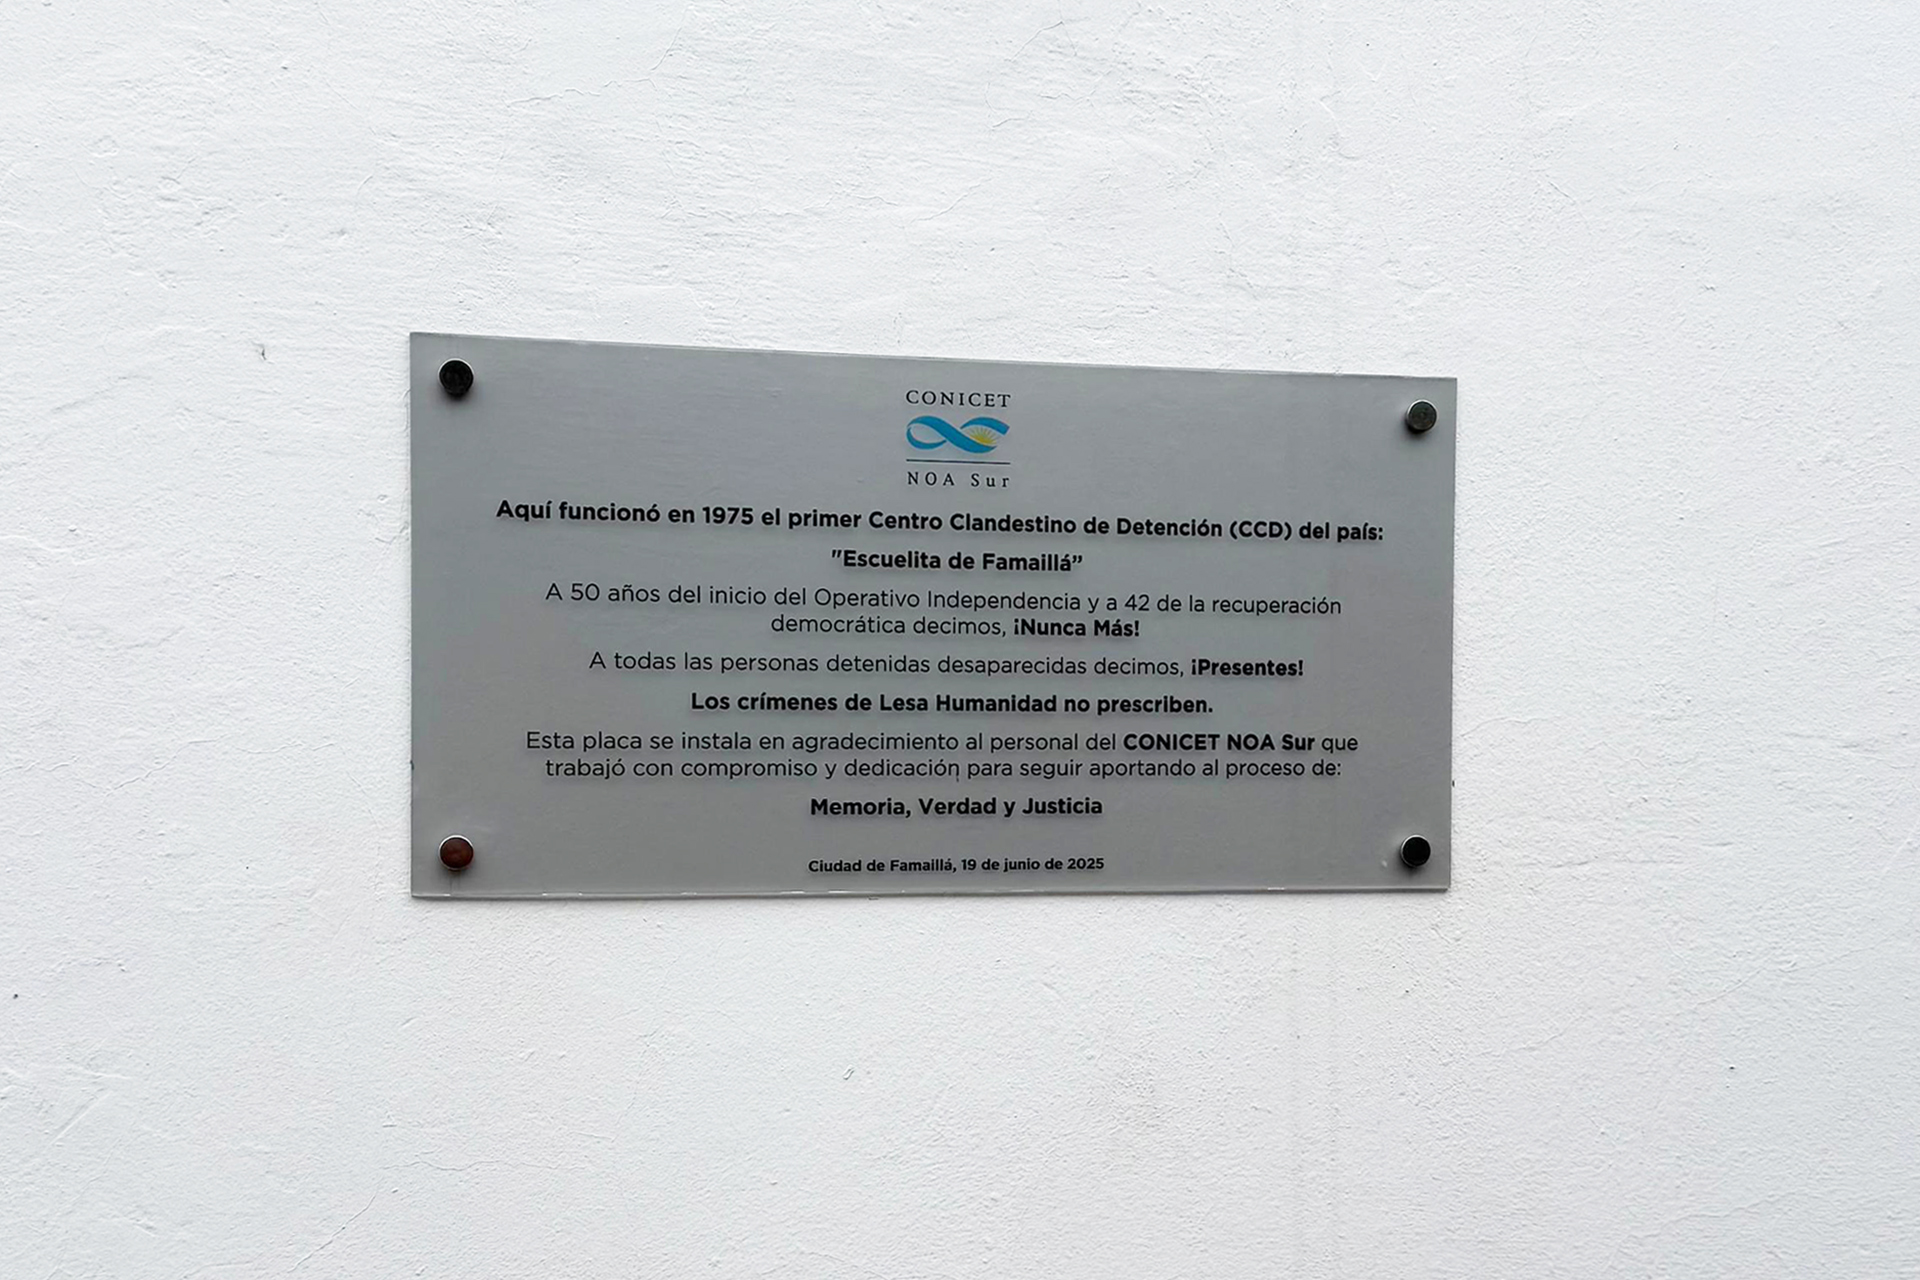 CONICET
NOA Sur
Aquí funcionó en 1975 el primer Centro Clandestino de Detención (CCD) del país:
"Escuelita de Famaillá”
A 50 años del inicio del Operativo Independencia y a 42 de la recuperación
democrática decimos, ¡Nunca Más!
A todas las personas detenidas desaparecidas decimos, ¡Presentes!
Los crímenes de Lesa Humanidad no prescriben.
Esta placa se instala en agradecimiento al personal del CONICET NOA Sur que
trabajó con compromiso y dedicación para seguir aportando al proceso de:
Memoria, Verdad y Justicia
Ciudad de Famaillá, 19 de junio de 2025